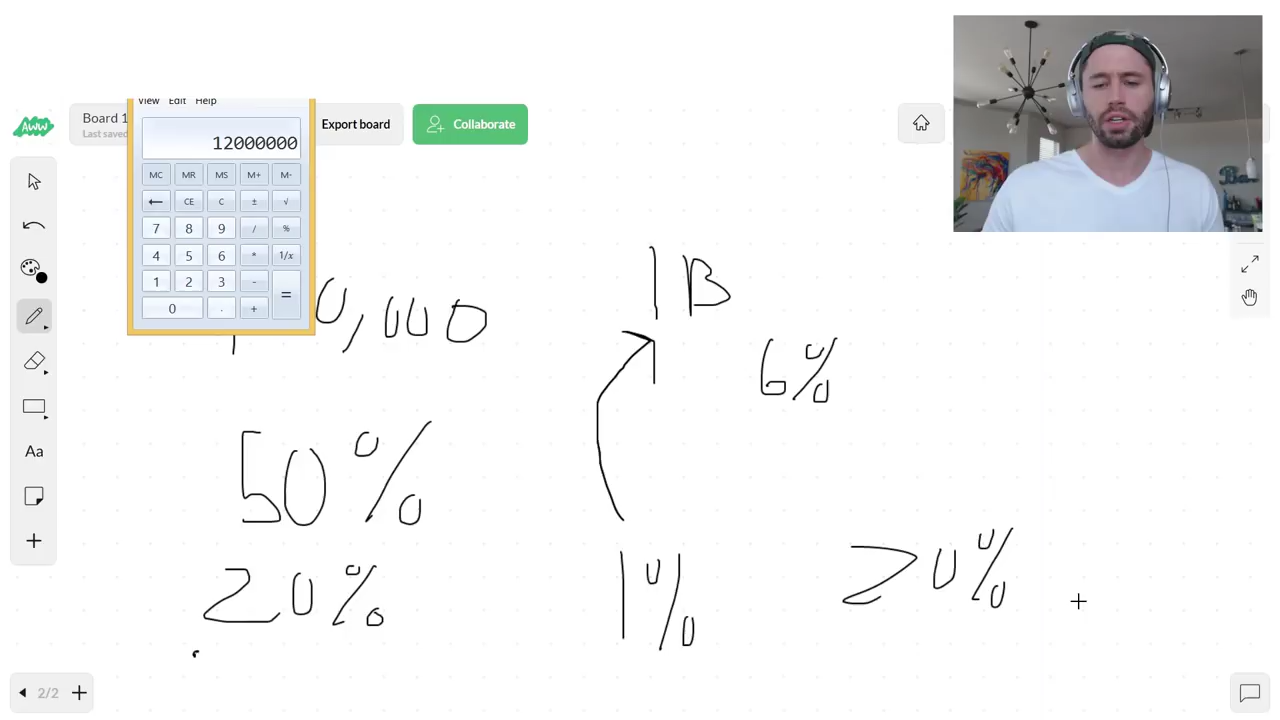 View Edit Help
12000000
MC MR MS M+ M-
← CE C ± √
7 8 9 / %
4 5 6 * 1/x
1 2 3 - =
0 . +
AWW
Board 1
Last saved
Export board
Collaborate
Aa
0,000
1B
6%
50%
20%
1%
20%
2/2